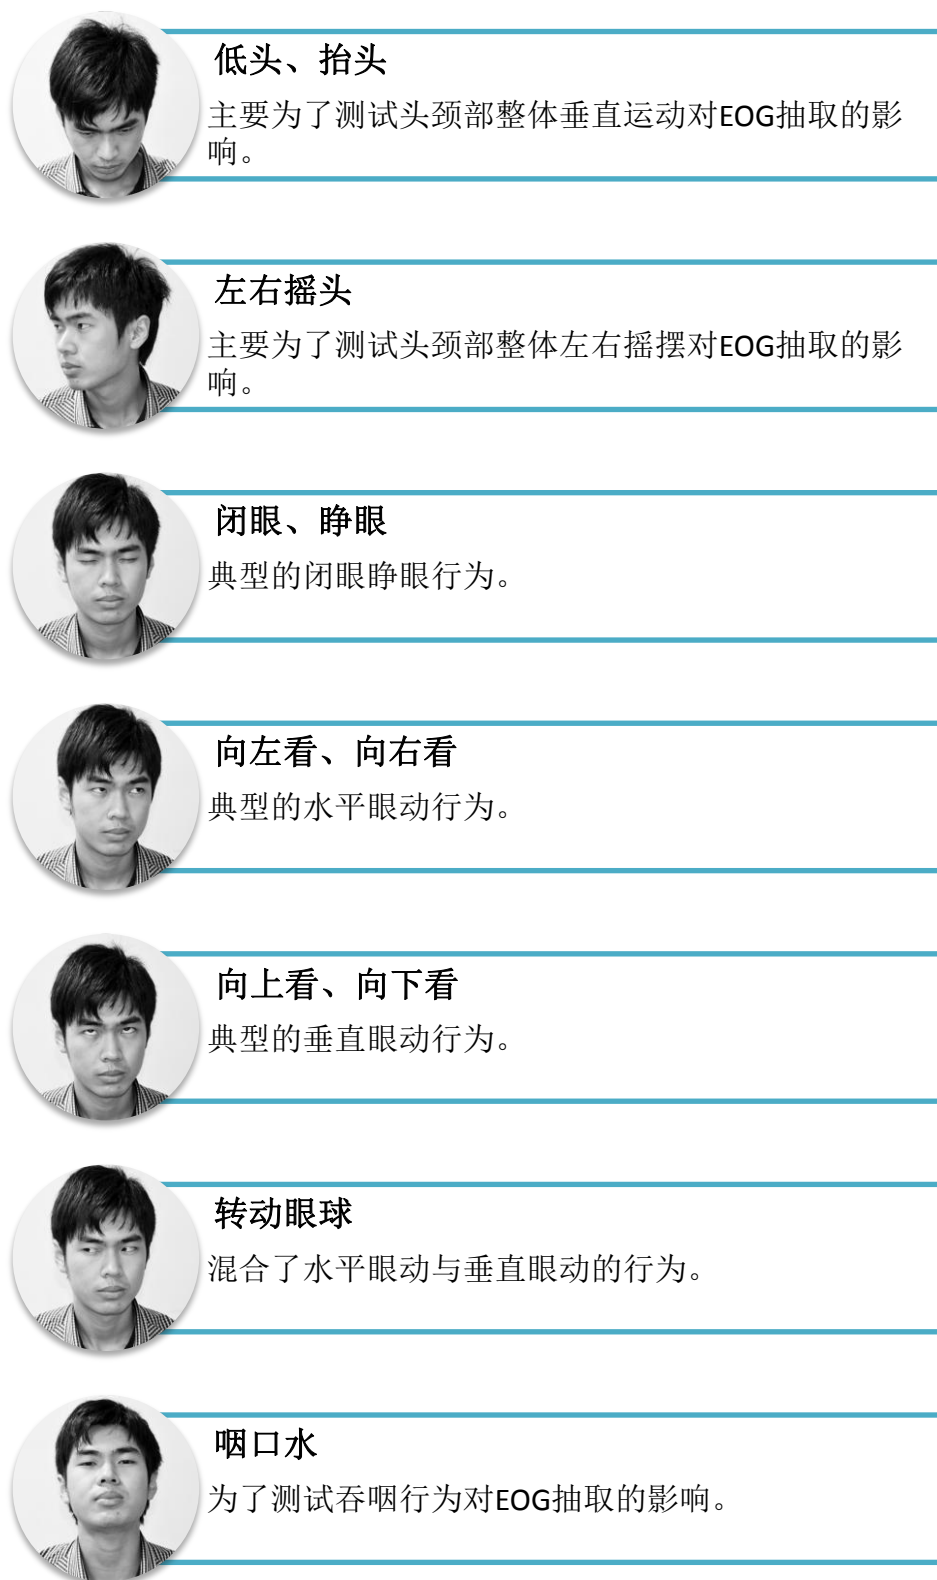 低头、抬头
主要为了测试头颈部整体垂直运动对EOG抽取的影
响。
左右摇头
主要为了测试头颈部整体左右摇摆对EOG抽取的影
响。
闭眼、睁眼
典型的闭眼睁眼行为。
向左看、向右看
典型的水平眼动行为。
向上看、向下看
典型的垂直眼动行为。
转动眼球
混合了水平眼动与垂直眼动的行为。
咽口水
为了测试吞咽行为对EOG抽取的影响。